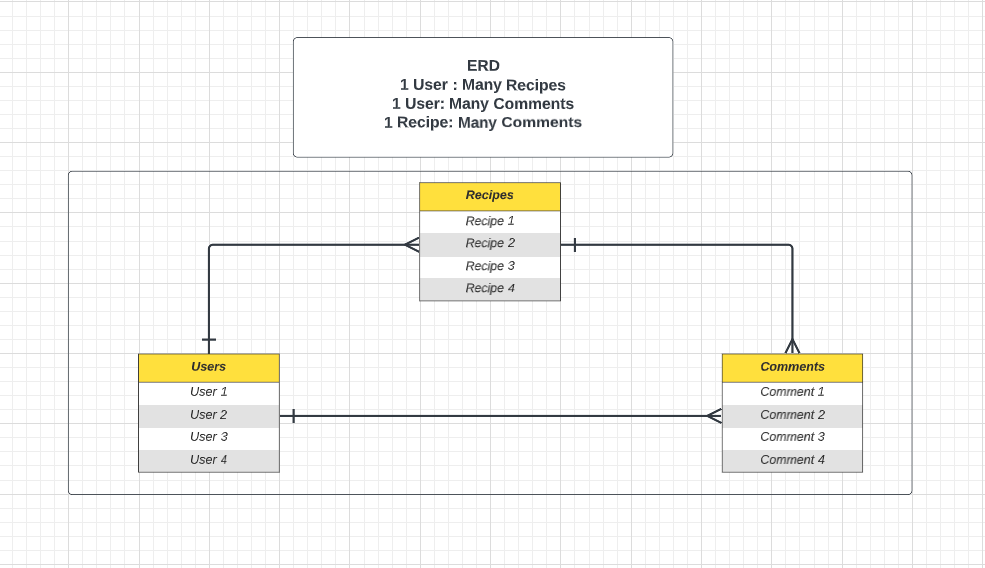 ERD
1 User : Many Recipes
1 User: Many Comments
1 Recipe: Many Comments
Recipes
Recipe 1
Recipe 2
Recipe 3
Recipe 4
Users
User 1
User 2
User 3
User 4
Comments
Comment 1
Comment 2
Comment 3
Comment 4